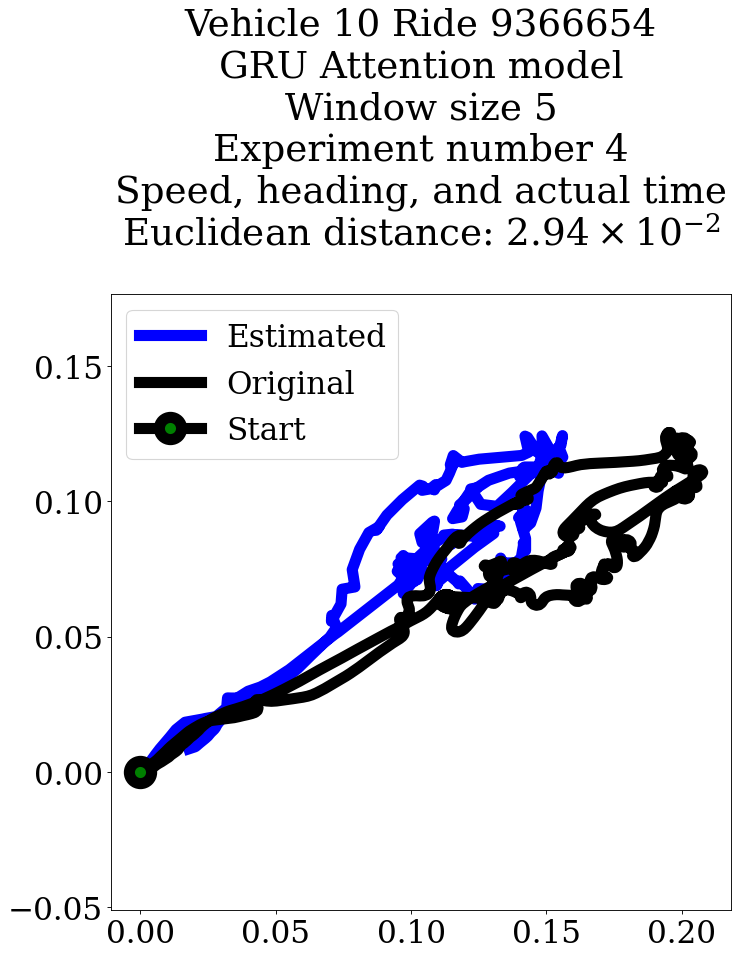 Vehicle 10 Ride 9366654
GRU Attention model
Window size 5
Experiment number 4
Speed, heading, and actual time
Euclidean distance: 2.94 × 10⁻²
Estimated
Original
Start
0.15
0.10
0.05
0.00
−0.05
0.00 0.05 0.10 0.15 0.20